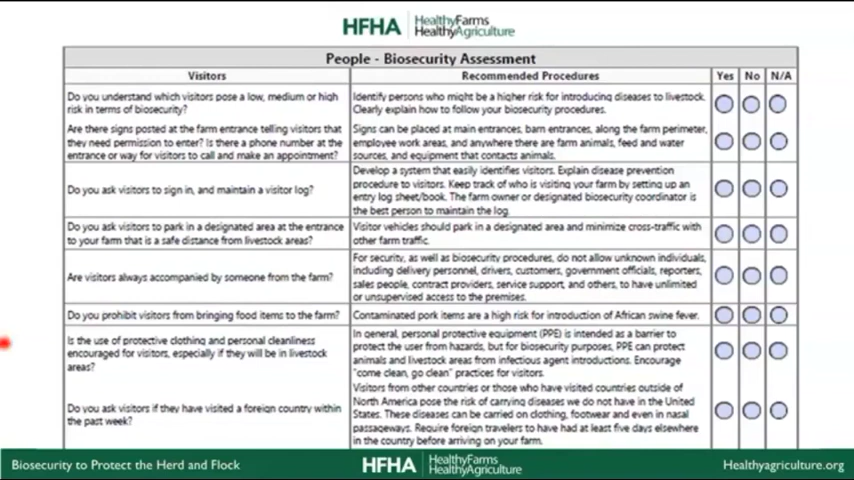 HFHA HealthyFarms
HealthyAgriculture
People - Biosecurity Assessment
Visitors Recommended Procedures Yes No N/A
Do you understand which visitors pose a low, medium or high
risk in terms of biosecurity?
Identify persons who might be a higher risk for introducing diseases to livestock.
Clearly explain how to follow your biosecurity procedures.
Are there signs posted at the farm entrance telling visitors that
they need permission to enter? Is there a phone number at the
entrance or way for visitors to call and make an appointment?
Signs can be placed at main entrances, barn entrances, along the farm perimeter,
employee work areas, and anywhere there are farm animals, feed and water
sources, and equipment that contacts animals.
Do you ask visitors to sign in, and maintain a visitor log?
Develop a system that easily identifies visitors. Explain disease prevention
procedure to visitors. Keep track of who is visiting your farm by setting up an
entry log sheet/book. The farm owner or designated biosecurity coordinator is
the best person to maintain the log.
Do you ask visitors to park in a designated area at the entrance
to your farm that is a safe distance from livestock areas?
Visitor vehicles should park in a designated area and minimize cross-traffic with
other farm traffic.
Are visitors always accompanied by someone from the farm?
For security, as well as biosecurity procedures, do not allow unknown individuals,
including delivery personnel, drivers, customers, government officials, reporters,
sales people, contract providers, service support, and others, to have unlimited
or unsupervised access to the premises.
Do you prohibit visitors from bringing food items to the farm?
Contaminated pork items are a high risk for introduction of African swine fever.
Is the use of protective clothing and personal cleanliness
encouraged for visitors, especially if they will be in livestock
areas?
In general, personal protective equipment (PPE) is intended as a barrier to
protect the user from hazards, but for biosecurity purposes, PPE can protect
animals and livestock areas from infectious agent introductions. Encourage
"come clean, go clean" practices for visitors.
Do you ask visitors if they have visited a foreign country within
the past week?
Visitors from other countries or those who have visited countries outside of
North America pose the risk of carrying diseases we do not have in the United
States. These diseases can be carried on clothing, footwear and even in nasal
passageways. Require foreign travelers to have had at least five days elsewhere
in the country before arriving on your farm.
Biosecurity to Protect the Herd and Flock
HFHA HealthyFarms
HealthyAgriculture
Healthyagriculture.org